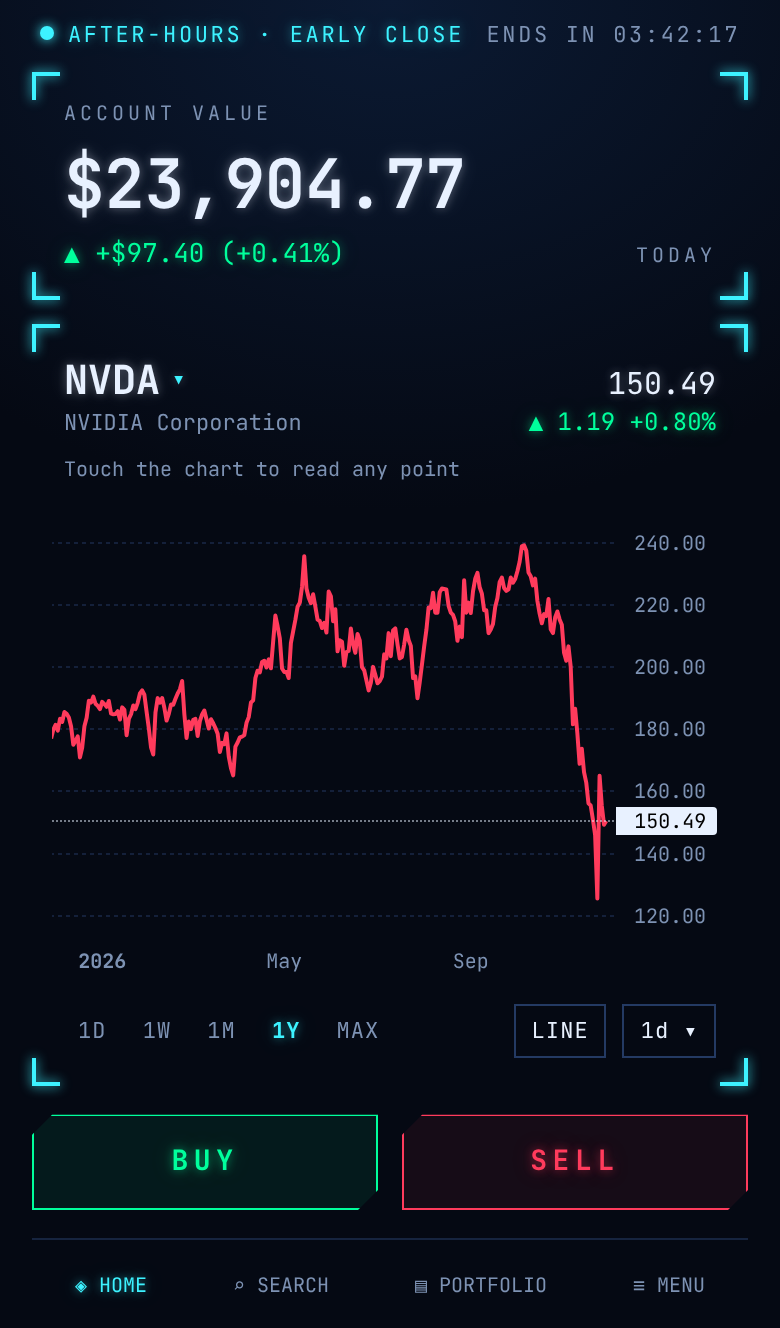 AFTER-HOURS · EARLY CLOSE ENDS IN 03:42:17
ACCOUNT VALUE
$23,904.77
▲ +$97.40 (+0.41%) TODAY
NVDA ▾ 150.49
NVIDIA Corporation ▲ 1.19 +0.80%
Touch the chart to read any point
240.00
220.00
200.00
180.00
160.00
150.49
140.00
120.00
2026 May Sep
1D 1W 1M 1Y MAX LINE 1d ▾
BUY SELL
◈ HOME ⌕ SEARCH ▤ PORTFOLIO ≡ MENU